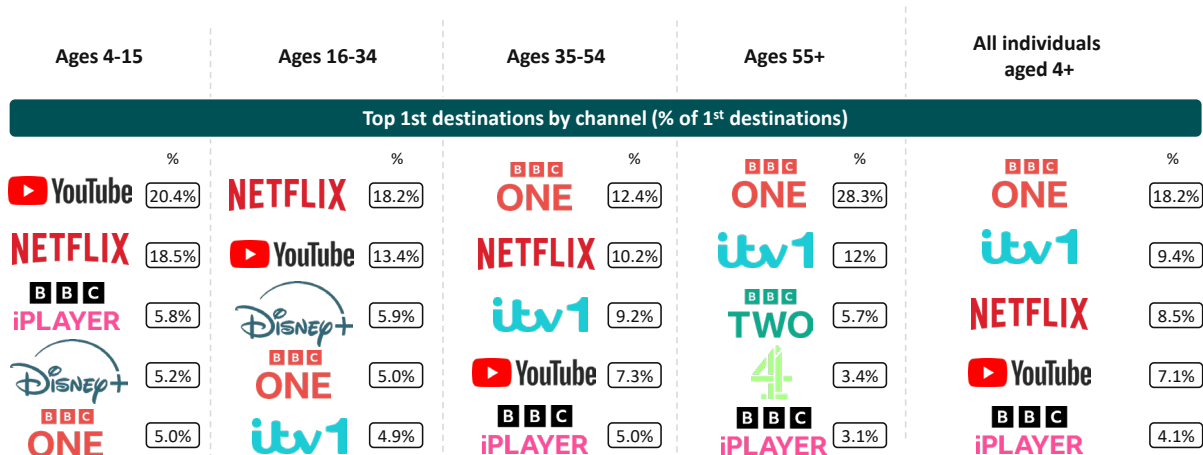 Ages 4-15
Ages 16-34
Ages 35-54
Ages 55+
All individuals
aged 4+
Top 1st destinations by channel (% of 1st destinations)
%
YouTube 20.4%
NETFLIX 18.5%
BBC
iPLAYER 5.8%
Disney+ 5.2%
BBC
ONE 5.0%
%
NETFLIX 18.2%
YouTube 13.4%
Disney+ 5.9%
BBC
ONE 5.0%
itv1 4.9%
%
BBC
ONE 12.4%
NETFLIX 10.2%
itv1 9.2%
YouTube 7.3%
BBC
iPLAYER 5.0%
%
BBC
ONE 28.3%
itv1 12%
BBC
TWO 5.7%
4 3.4%
BBC
iPLAYER 3.1%
%
BBC
ONE 18.2%
itv1 9.4%
NETFLIX 8.5%
YouTube 7.1%
BBC
iPLAYER 4.1%